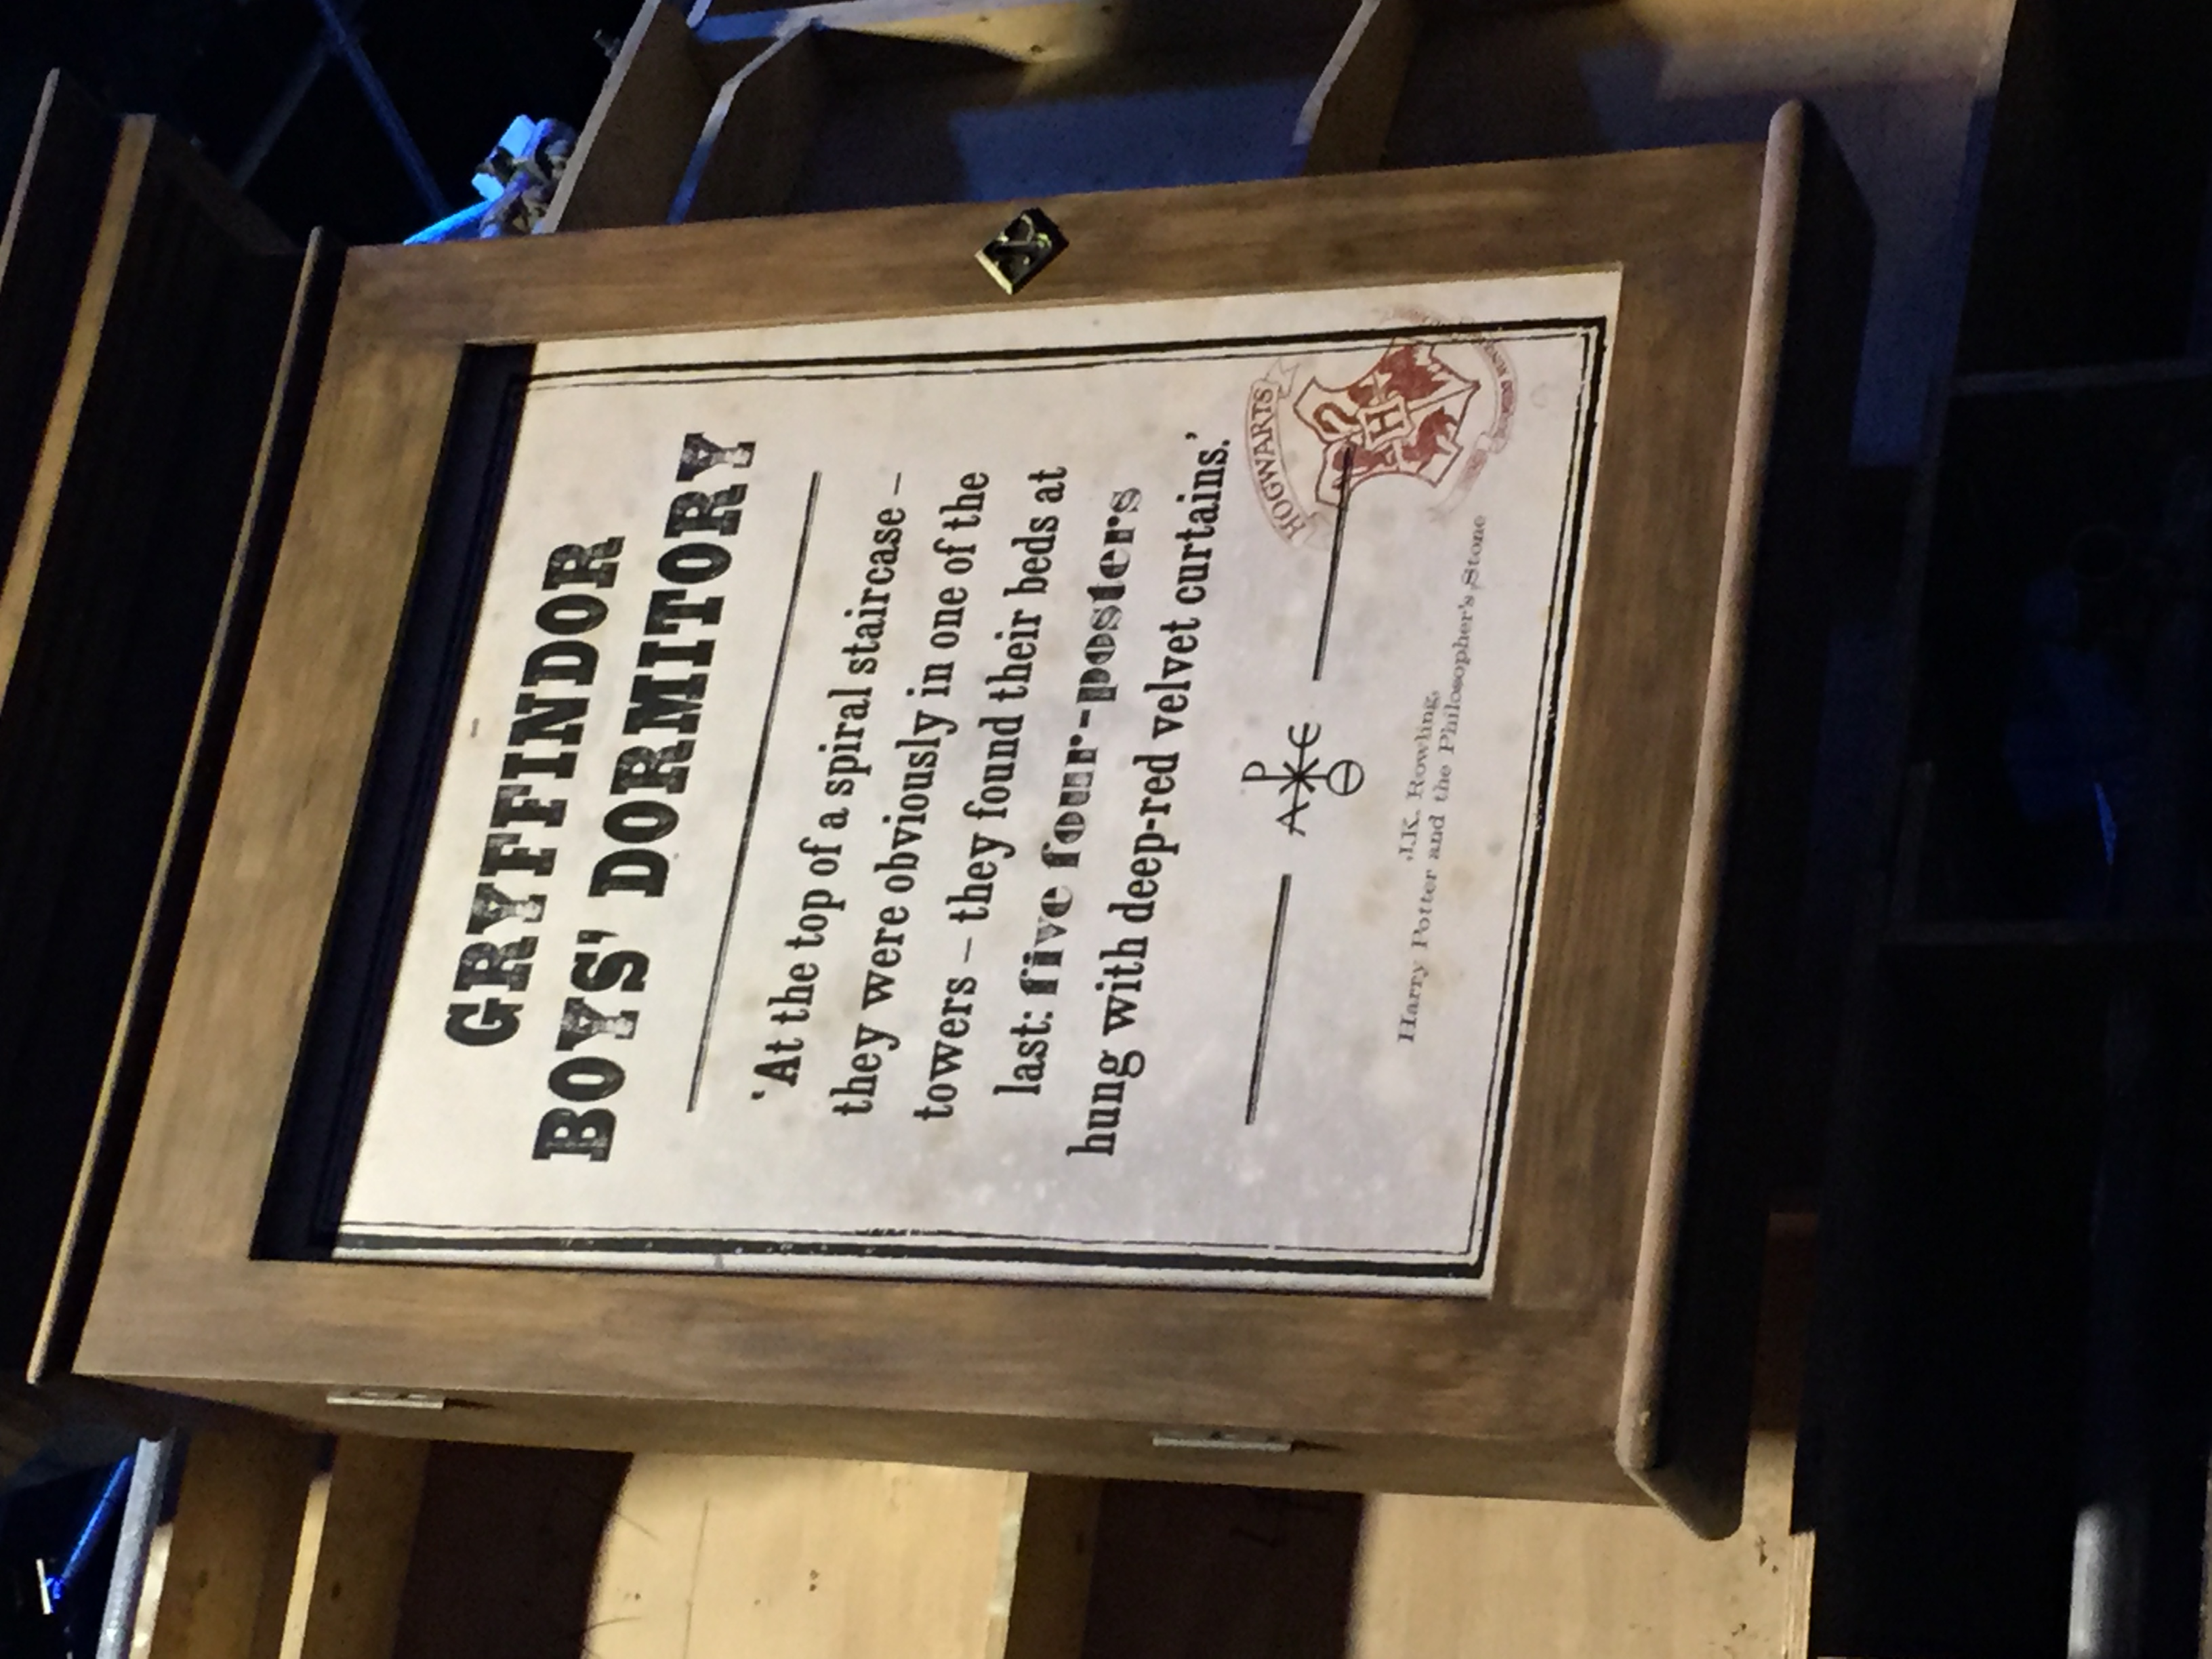 GRYFFINDOR
BOYS' DORMITORY
'At the top of a spiral staircase –
they were obviously in one of the
towers – they found their beds at
last: five four-posters
hung with deep-red velvet curtains.'
HOGWARTS
H
J.K. Rowling,
Harry Potter and the Philosopher's Stone